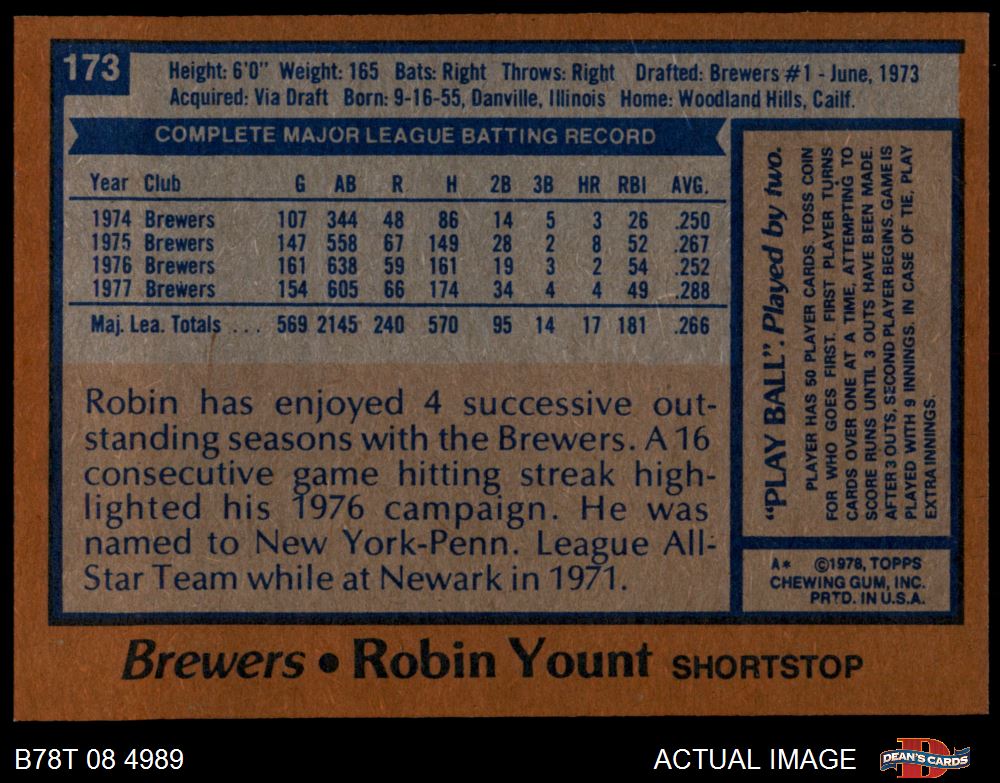 173
Height: 6'0" Weight: 165 Bats: Right Throws: Right Drafted: Brewers #1 - June, 1973
Acquired: Via Draft Born: 9-16-55, Danville, Illinois Home: Woodland Hills, Cailf.
COMPLETE MAJOR LEAGUE BATTING RECORD
Year Club G AB R H 2B 3B HR RBI AVG.
1974 Brewers 107 344 48 86 14 5 3 26 .250
1975 Brewers 147 558 67 149 28 2 8 52 .267
1976 Brewers 161 638 59 161 19 3 2 54 .252
1977 Brewers 154 605 66 174 34 4 4 49 .288
Maj. Lea. Totals ... 569 2145 240 570 95 14 17 181 .266
Robin has enjoyed 4 successive out-
standing seasons with the Brewers. A 16
consecutive game hitting streak high-
lighted his 1976 campaign. He was
named to New York-Penn. League All-
Star Team while at Newark in 1971.
"PLAY BALL". Played by two.
PLAYER HAS 50 PLAYER CARDS. TOSS COIN
FOR WHO GOES FIRST. FIRST PLAYER TURNS
CARDS OVER ONE AT A TIME, ATTEMPTING TO
SCORE RUNS UNTIL 3 OUTS HAVE BEEN MADE.
AFTER 3 OUTS, SECOND PLAYER BEGINS. GAME IS
PLAYED WITH 9 INNINGS. IN CASE OF TIE, PLAY
EXTRA INNINGS.
A* ©1978, TOPPS
CHEWING GUM, INC.
PRTD. IN U.S.A.
Brewers • Robin Yount SHORTSTOP
B78T 08 4989
ACTUAL IMAGE
DEAN'S CARDS